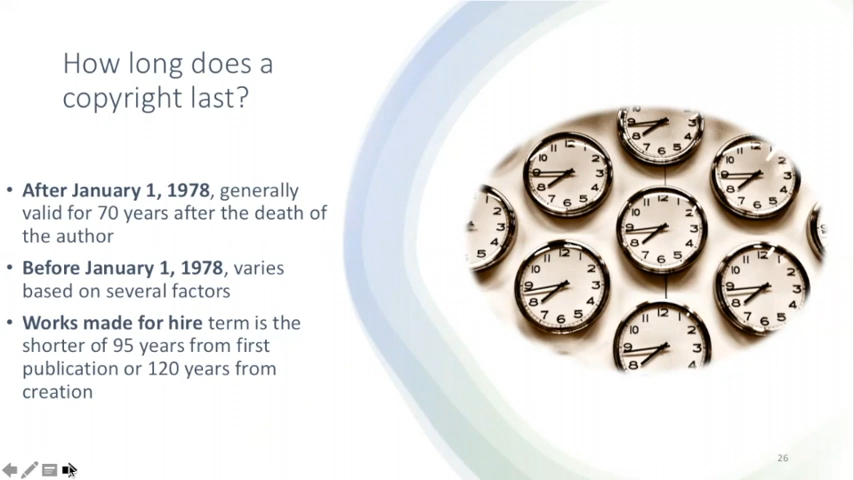 How long does a
copyright last?
• After January 1, 1978, generally
valid for 70 years after the death of
the author
• Before January 1, 1978, varies
based on several factors
• Works made for hire term is the
shorter of 95 years from first
publication or 120 years from
creation
26